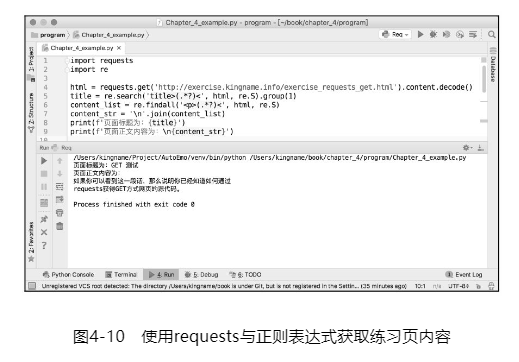 Chapter_4_example.py - program - [~/book/chapter_4/program]
program Chapter_4_example.py Req
Chapter_4_example.py ×
1: Project
2: Structure
2: Favorites
Database
1 import requests
2 import re
3
4 html = requests.get('http://exercise.kingname.info/exercise_requests_get.html').content.decode()
5 title = re.search('title>(.*?)<', html, re.S).group(1)
6 content_list = re.findall('<p>(.*?)<', html, re.S)
7 content_str = '\n'.join(content_list)
8 print(f'页面标题为：{title}')
9 print(f'页面正文内容为：\n{content_str}')
10
Run Req
/Users/kingname/Project/AutoEmo/venv/bin/python /Users/kingname/book/chapter_4/program/Chapter_4_example.py
页面标题为：GET 测试
页面正文内容为：
如果你可以看到这一段话，那么说明你已经知道如何通过
requests获得GET方式网页的源代码。
Process finished with exit code 0
Python Console Terminal 4: Run 5: Debug 6: TODO Event Log
Unregistered VCS root detected: The directory /Users/kingname/book is under Git, but is not registered in the Settin... (35 minutes ago) 10:1 n/a UTF-8
图4-10 使用requests与正则表达式获取练习页内容